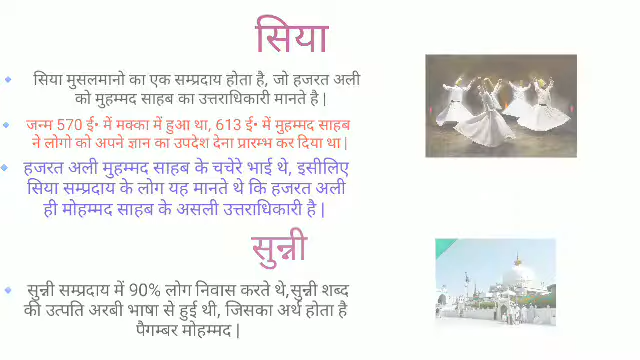 सिया
सिया मुसलमानो का एक सम्प्रदाय होता है, जो हजरत अली
को मुहम्मद साहब का उत्तराधिकारी मानते है |
जन्म 570 ई॰ में मक्का में हुआ था, 613 ई॰ में मुहम्मद साहब
ने लोगो को अपने ज्ञान का उपदेश देना प्रारम्भ कर दिया था |
हजरत अली मुहम्मद साहब के चचेरे भाई थे, इसीलिए
सिया सम्प्रदाय के लोग यह मानते थे कि हजरत अली
ही मोहम्मद साहब के असली उत्तराधिकारी है |
सुन्नी
सुन्नी सम्प्रदाय में 90% लोग निवास करते थे,सुन्नी शब्द
की उत्पति अरबी भाषा से हुई थी, जिसका अर्थ होता है
पैगम्बर मोहम्मद |